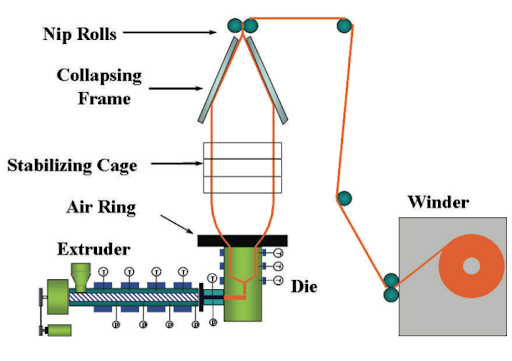 Nip Rolls
Collapsing
Frame
Stabilizing Cage
Air Ring
Extruder
Die
Winder
T T T T T
P P P P P